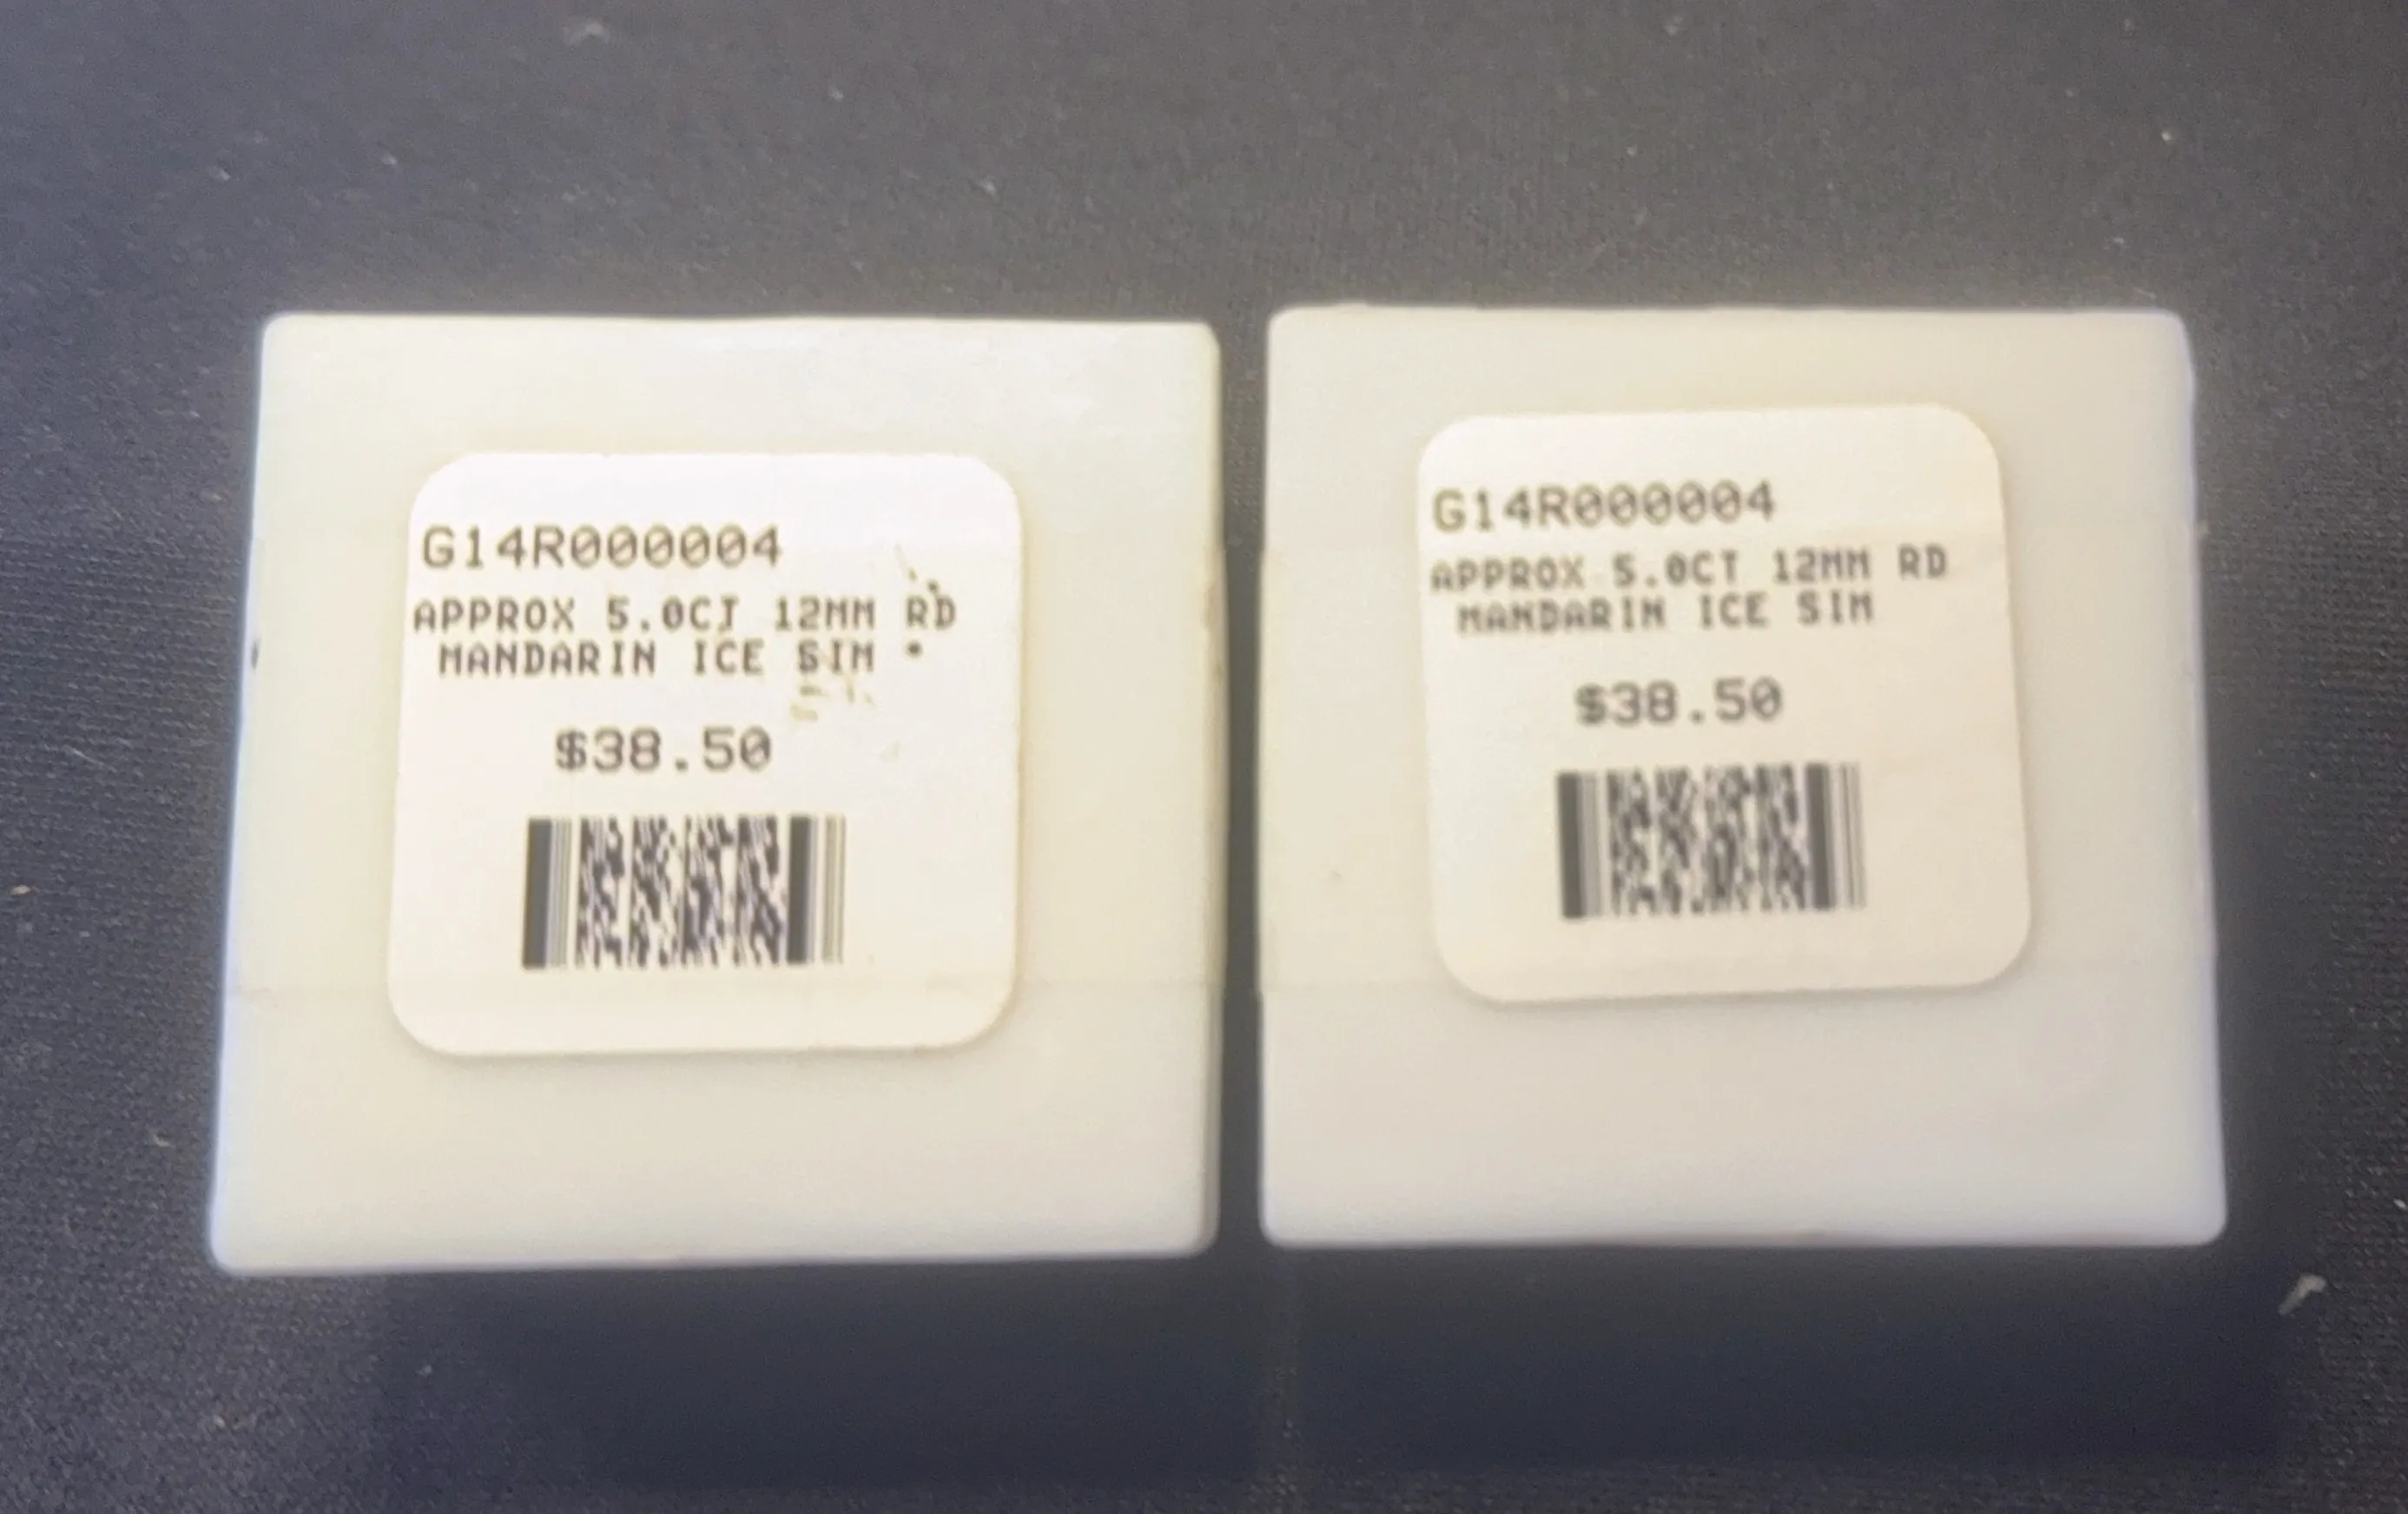 G14R000004
APPROX 5.0CT 12MM RD
MANDARIN ICE SIM
$38.50
G14R000004
APPROX 5.0CT 12MM RD
MANDARIN ICE SIM
$38.50